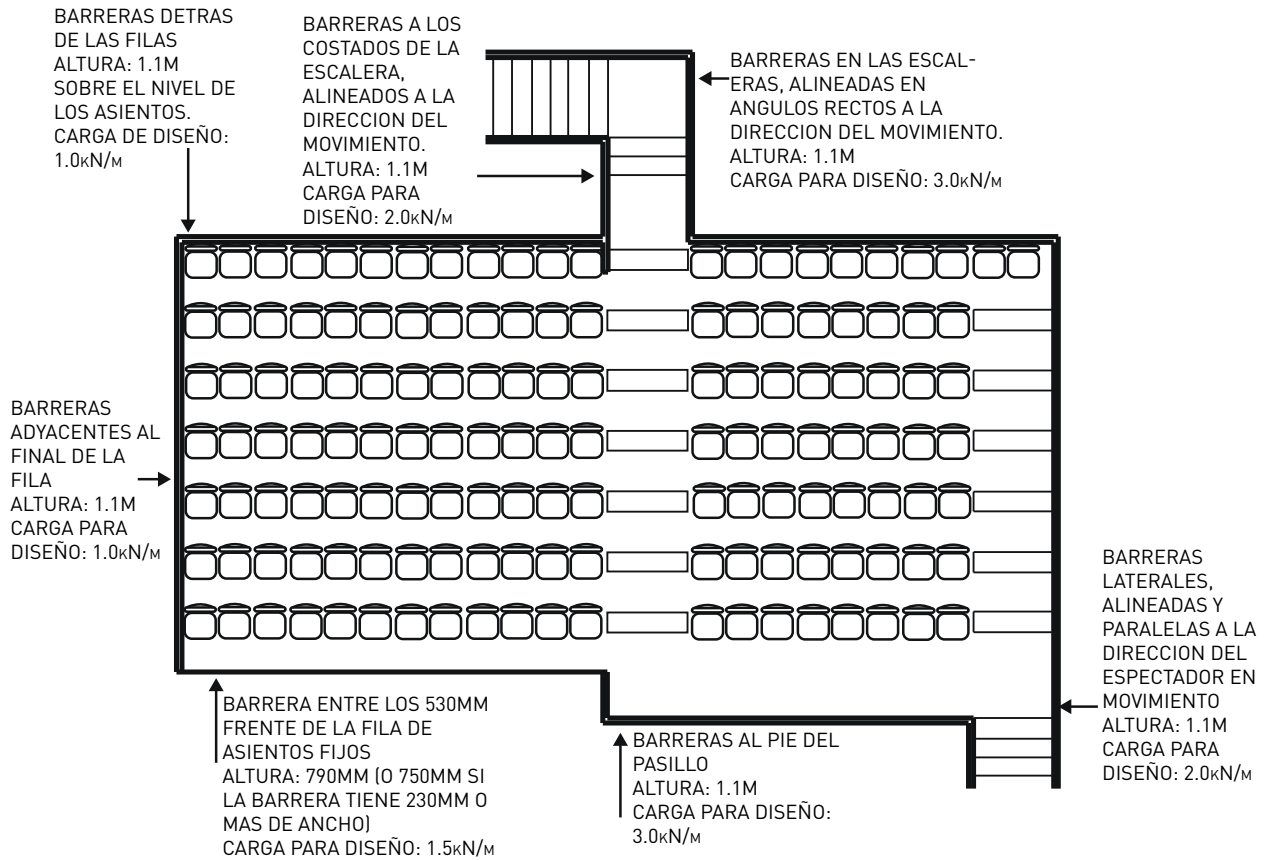 BARRERAS DETRAS
DE LAS FILAS
ALTURA: 1.1M
SOBRE EL NIVEL DE
LOS ASIENTOS.
CARGA DE DISEÑO:
1.0KN/M
BARRERAS A LOS
COSTADOS DE LA
ESCALERA,
ALINEADOS A LA
DIRECCION DEL
MOVIMIENTO.
ALTURA: 1.1M
CARGA PARA
DISEÑO: 2.0KN/M
BARRERAS EN LAS ESCAL-
ERAS, ALINEADAS EN
ANGULOS RECTOS A LA
DIRECCION DEL MOVIMIENTO.
ALTURA: 1.1M
CARGA PARA DISEÑO: 3.0KN/M
BARRERAS
ADYACENTES AL
FINAL DE LA
FILA
ALTURA: 1.1M
CARGA PARA
DISEÑO: 1.0KN/M
BARRERAS
LATERALES,
ALINEADAS Y
PARALELAS A LA
DIRECCION DEL
ESPECTADOR EN
MOVIMIENTO
ALTURA: 1.1M
CARGA PARA
DISEÑO: 2.0KN/M
BARRERA ENTRE LOS 530MM
FRENTE DE LA FILA DE
ASIENTOS FIJOS
ALTURA: 790MM (O 750MM SI
LA BARRERA TIENE 230MM O
MAS DE ANCHO)
CARGA PARA DISEÑO: 1.5KN/M
BARRERAS AL PIE DEL
PASILLO
ALTURA: 1.1M
CARGA PARA DISEÑO:
3.0KN/M